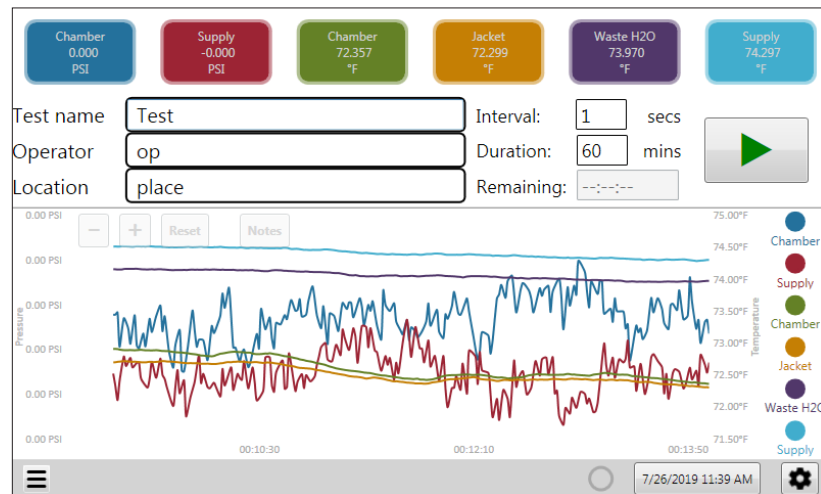 Chamber
0.000
PSI
Supply
-0.000
PSI
Chamber
72.357
°F
Jacket
72.299
°F
Waste H2O
73.970
°F
Supply
74.297
°F
Test name Test
Interval: 1 secs
Operator op
Duration: 60 mins
Location place
Remaining: --:--:--
− + Reset Notes
0.00 PSI
0.00 PSI
0.00 PSI
0.00 PSI
0.00 PSI
0.00 PSI
Pressure
75.00°F
74.50°F
74.00°F
73.50°F
73.00°F
72.50°F
72.00°F
71.50°F
Temperature
00:10:30 00:12:10 00:13:50
Chamber
Supply
Chamber
Jacket
Waste H2O
Supply
7/26/2019 11:39 AM